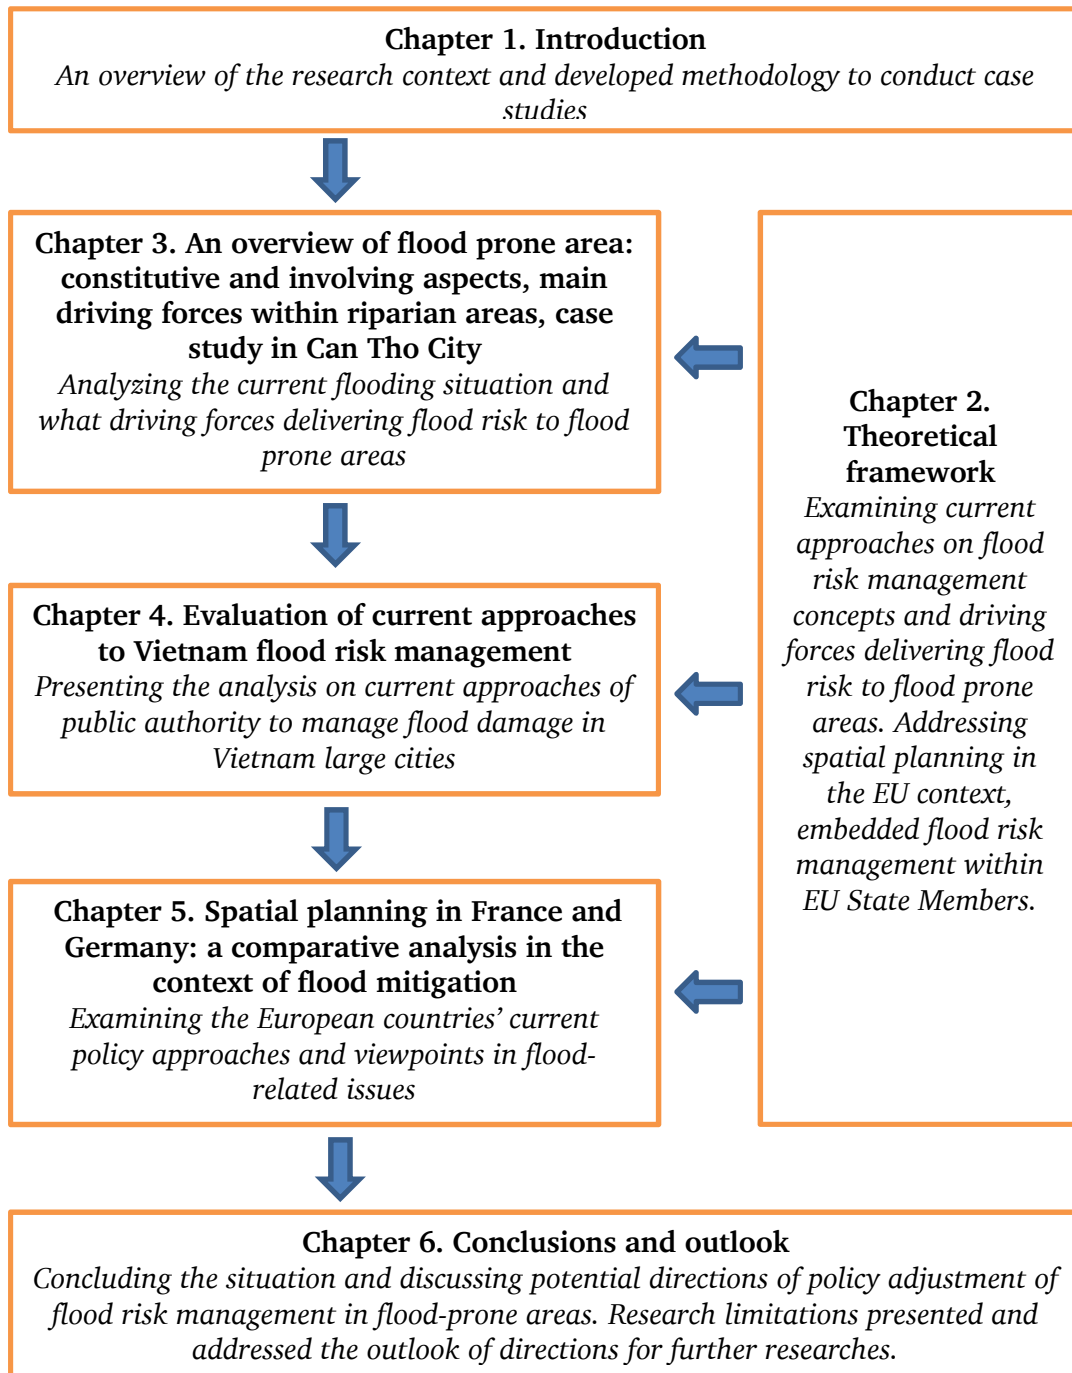 Chapter 1. Introduction
An overview of the research context and developed methodology to conduct case
studies
Chapter 3. An overview of flood prone area:
constitutive and involving aspects, main
driving forces within riparian areas, case
study in Can Tho City
Analyzing the current flooding situation and
what driving forces delivering flood risk to flood
prone areas
Chapter 4. Evaluation of current approaches
to Vietnam flood risk management
Presenting the analysis on current approaches of
public authority to manage flood damage in
Vietnam large cities
Chapter 5. Spatial planning in France and
Germany: a comparative analysis in the
context of flood mitigation
Examining the European countries’ current
policy approaches and viewpoints in flood-
related issues
Chapter 2.
Theoretical
framework
Examining current
approaches on flood
risk management
concepts and driving
forces delivering flood
risk to flood prone
areas. Addressing
spatial planning in
the EU context,
embedded flood risk
management within
EU State Members.
Chapter 6. Conclusions and outlook
Concluding the situation and discussing potential directions of policy adjustment of
flood risk management in flood-prone areas. Research limitations presented and
addressed the outlook of directions for further researches.